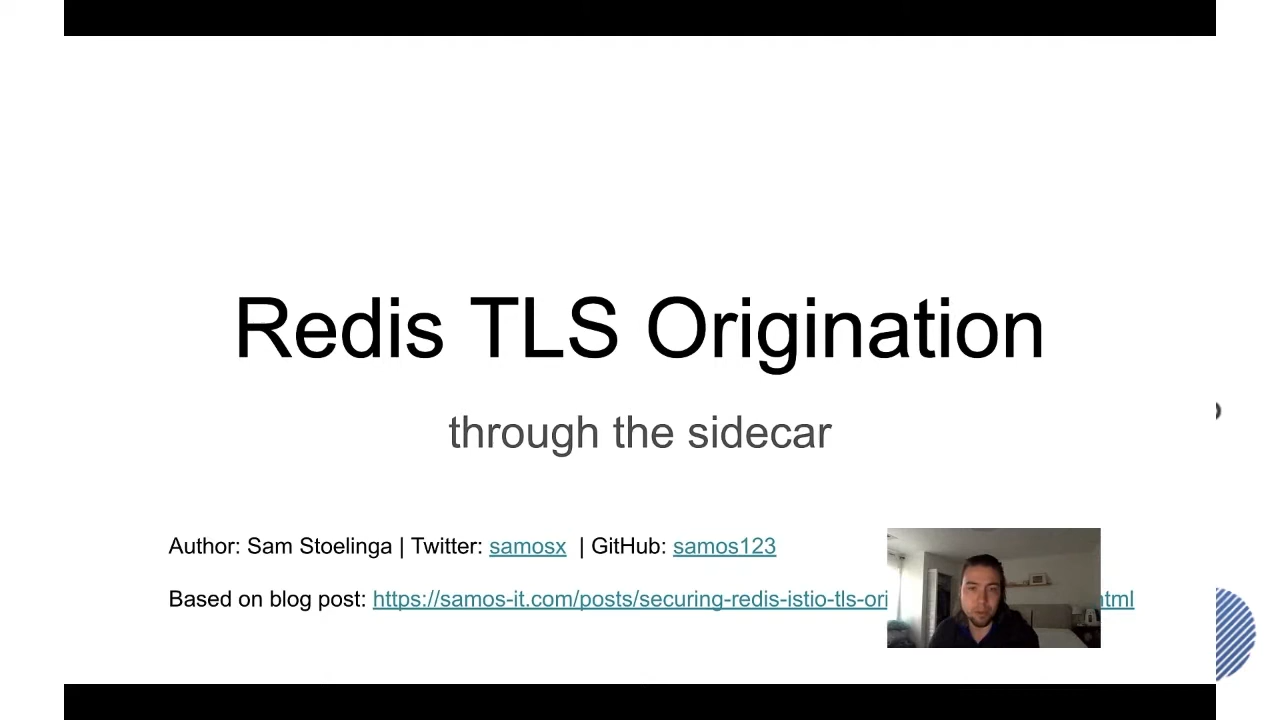 Redis TLS Origination
through the sidecar
Author: Sam Stoelinga | Twitter: samosx | GitHub: samos123
Based on blog post: https://samos-it.com/posts/securing-redis-istio-tls-ori html